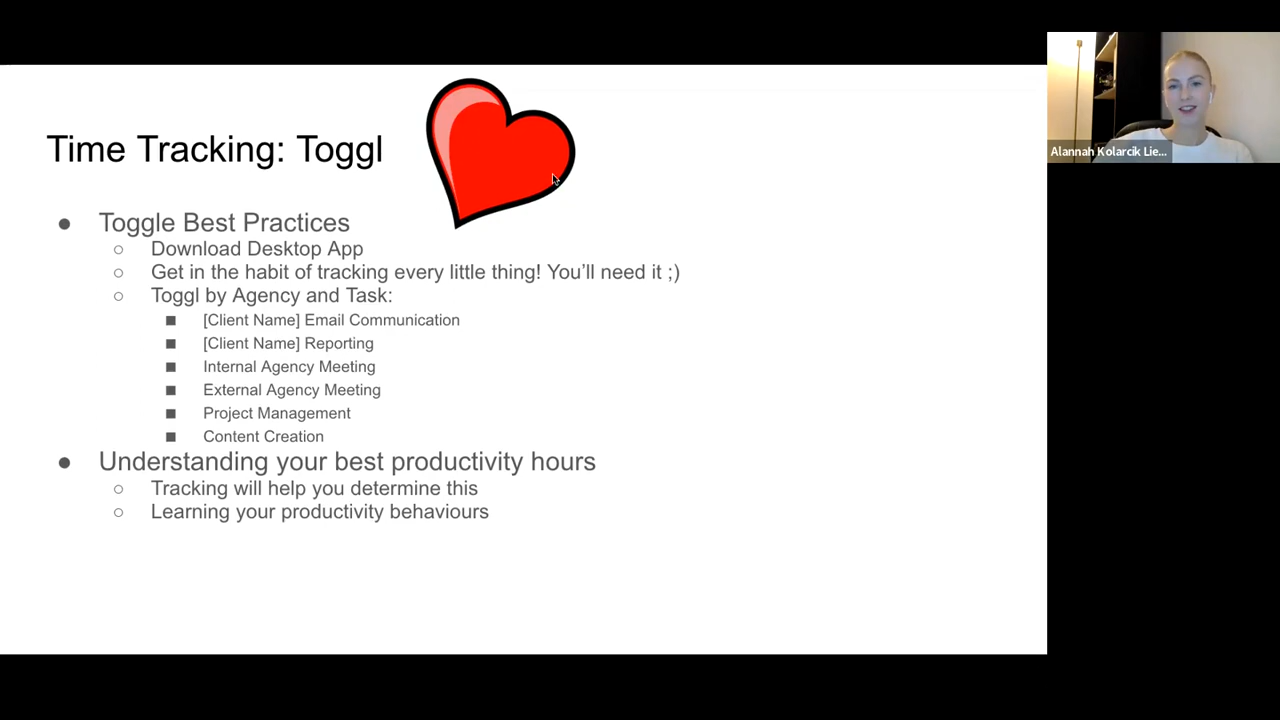 Time Tracking: Toggl
● Toggle Best Practices
○ Download Desktop App
○ Get in the habit of tracking every little thing! You’ll need it ;)
○ Toggl by Agency and Task:
■ [Client Name] Email Communication
■ [Client Name] Reporting
■ Internal Agency Meeting
■ External Agency Meeting
■ Project Management
■ Content Creation
● Understanding your best productivity hours
○ Tracking will help you determine this
○ Learning your productivity behaviours
Alannah Kolarcik Lie...